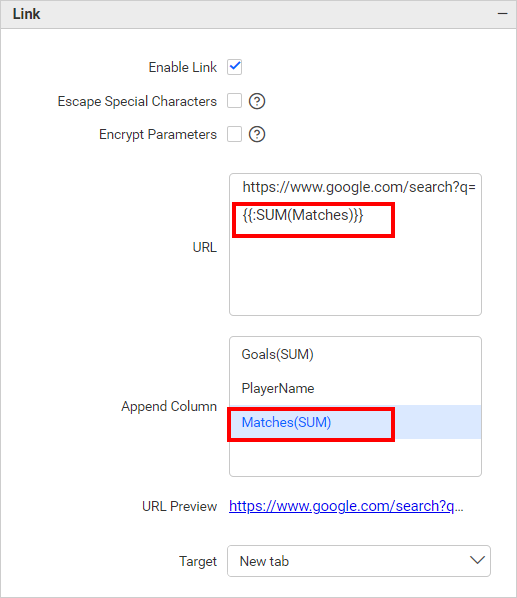 Link
Enable Link
Escape Special Characters ?
Encrypt Parameters ?
URL
https://www.google.com/search?q=
{{:SUM(Matches)}}
Append Column
Goals(SUM)
PlayerName
Matches(SUM)
URL Preview https://www.google.com/search?q...
Target New tab